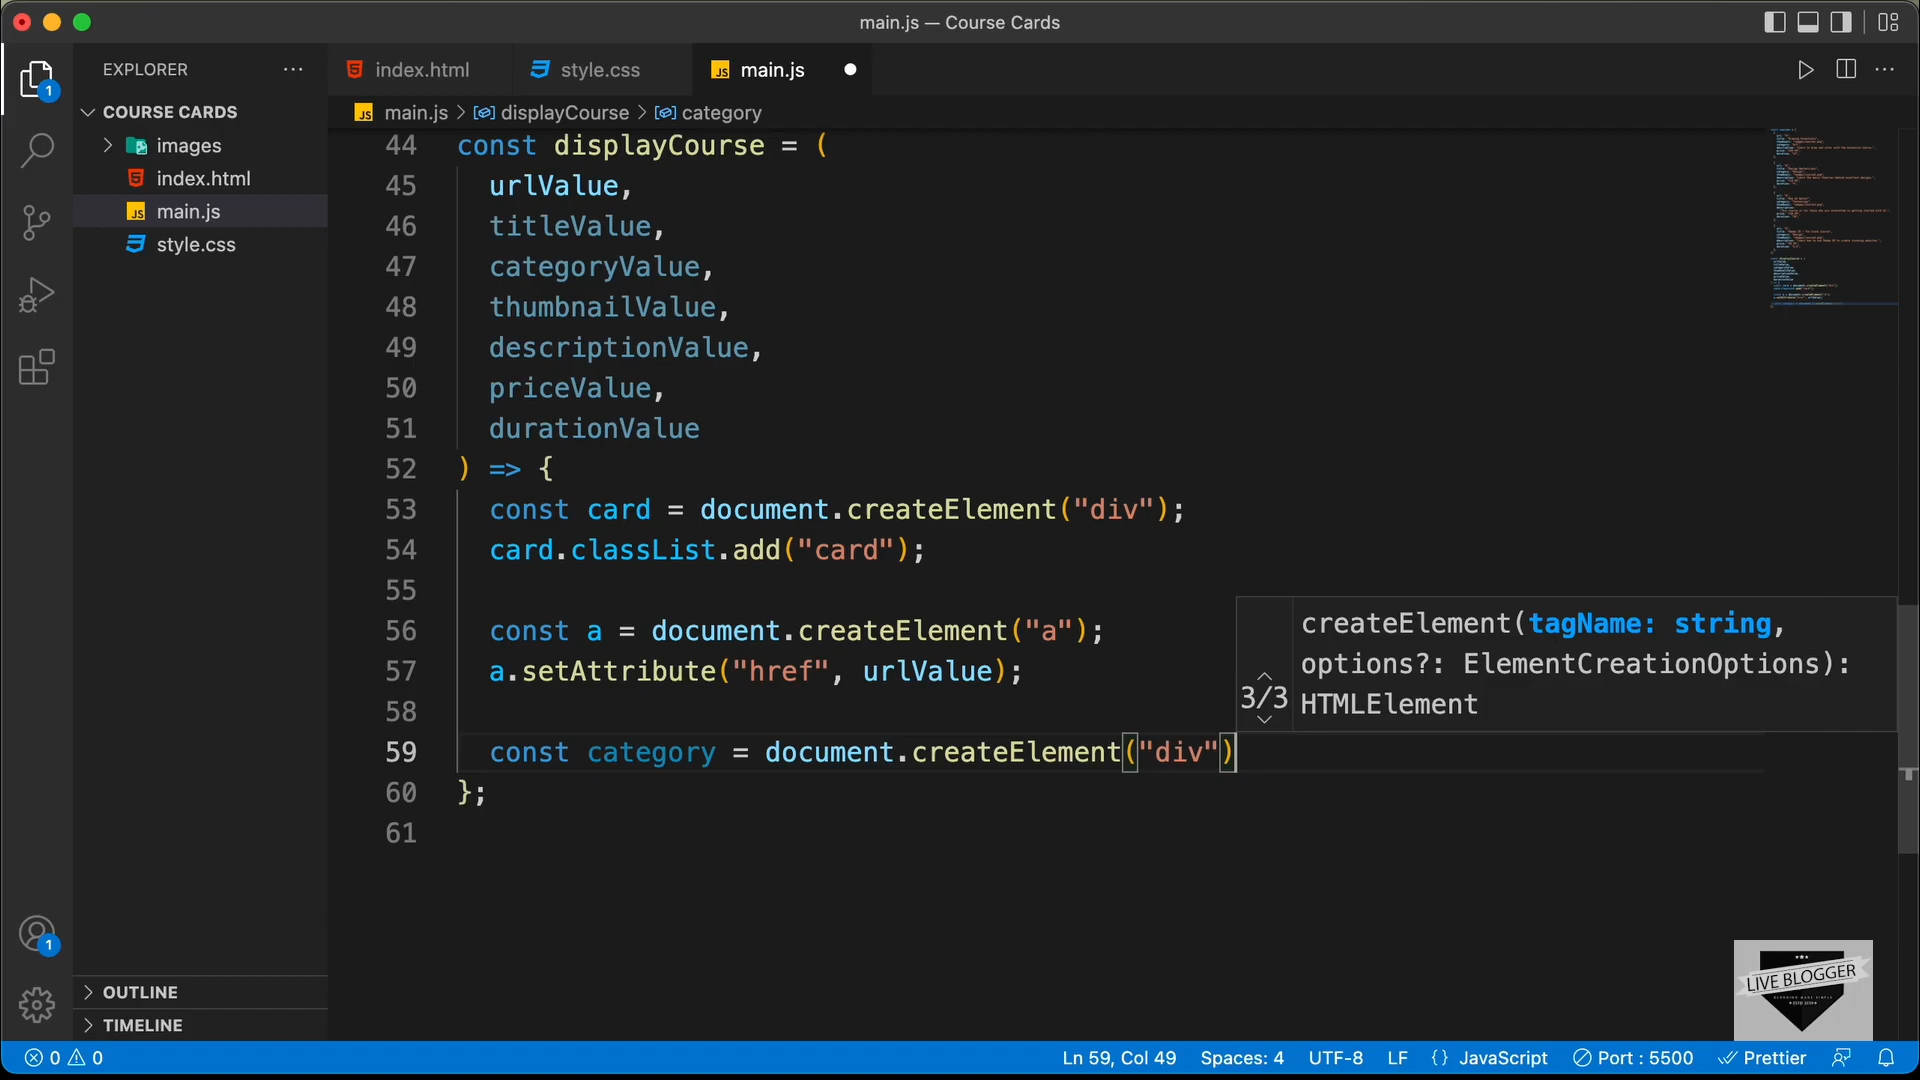 main.js — Course Cards
EXPLORER
index.html
style.css
main.js
COURSE CARDS
main.js > displayCourse > category
images
index.html
main.js
style.css
44 const displayCourse = (
45 urlValue,
46 titleValue,
47 categoryValue,
48 thumbnailValue,
49 descriptionValue,
50 priceValue,
51 durationValue
52 ) => {
53 const card = document.createElement("div");
54 card.classList.add("card");
55
56 const a = document.createElement("a");
57 a.setAttribute("href", urlValue);
58
59 const category = document.createElement("div")
60 };
61
createElement(tagName: string,
options?: ElementCreationOptions):
3/3 HTMLElement
1
1
OUTLINE
TIMELINE
LIVE BLOGGER
0 0 Ln 59, Col 49 Spaces: 4 UTF-8 LF {} JavaScript Port : 5500 Prettier